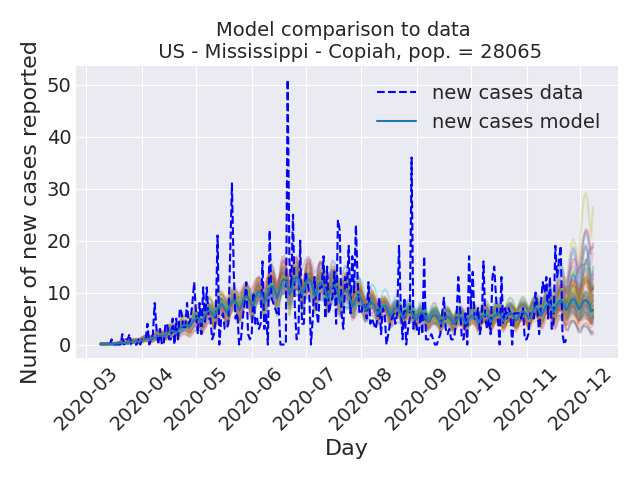 Model comparison to data
US - Mississippi - Copiah, pop. = 28065
new cases data
new cases model
Number of new cases reported
50
40
30
20
10
0
2020-03
2020-04
2020-05
2020-06
2020-07
2020-08
2020-09
2020-10
2020-11
2020-12
Day